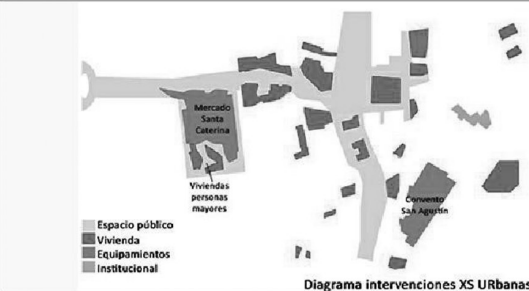 Mercado
Santa
Caterina
Viviendas
personas
mayores
Convento
San Agustín
Espacio público
Vivienda
Equipamientos
Institucional
Diagrama intervenciones XS URbanas